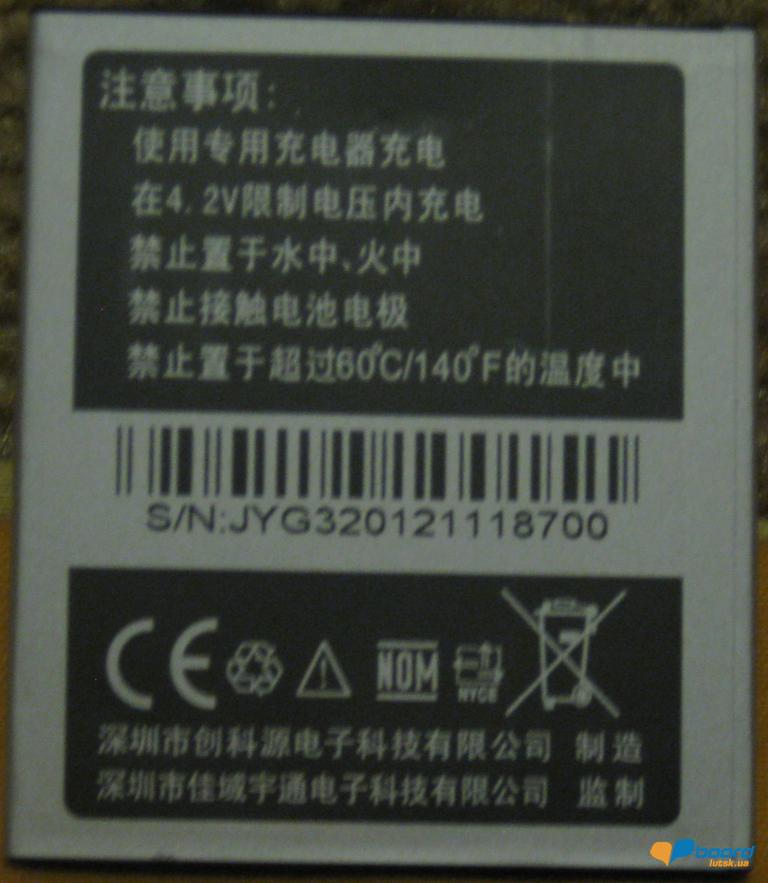 注意事项:
使用专用充电器充电
在4.2V限制电压内充电
禁止置于水中、火中
禁止接触电池电极
禁止置于超过60°C/140°F的温度中
S/N:JYG320121118700
CE
NOM
NYCE
深圳市创科源电子科技有限公司 制造
深圳市佳域宇通电子科技有限公司 监制
board
lutsk.ua